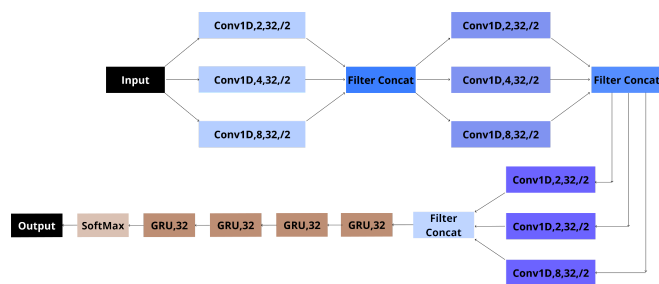 Conv1D,2,32,/2
Conv1D,2,32,/2
Input
Conv1D,4,32,/2
Filter Concat
Conv1D,4,32,/2
Filter Concat
Conv1D,8,32,/2
Conv1D,8,32,/2
Conv1D,2,32,/2
Output
SoftMax
GRU,32
GRU,32
GRU,32
GRU,32
Filter
Concat
Conv1D,2,32,/2
Conv1D,8,32,/2